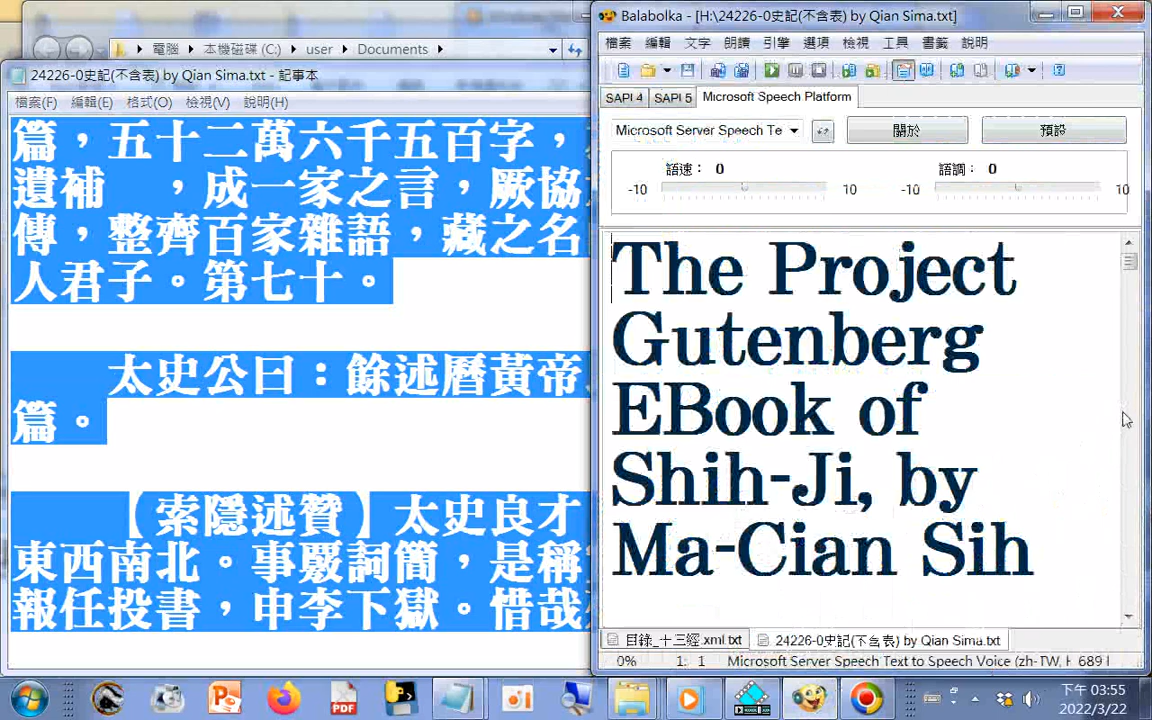 電腦 本機磁碟 (C:) user Documents
24226-0史記(不含表) by Qian Sima.txt - 記事本
檔案(F) 編輯(E) 格式(O) 檢視(V) 說明(H)
篇，五十二萬六千五百字，
遺補　，成一家之言，厥協
傳，整齊百家雜語，藏之名
人君子。第七十。
太史公曰：餘述曆黃帝
篇。
【索隱述贊】太史良才
東西南北。事覈詞簡，是稱
報任投書，申李下獄。惜哉
Balabolka - [H:\24226-0史記(不含表) by Qian Sima.txt]
檔案 編輯 文字 朗讀 引擎 選項 檢視 工具 書籤 說明
SAPI 4 SAPI 5 Microsoft Speech Platform
Microsoft Server Speech Te 關於 預設
語速： 0 語調： 0
-10 10 -10 10
The Project
Gutenberg
EBook of
Shih-Ji, by
Ma-Cian Sih
目錄_十三經.xml.txt 24226-0史記(不含表) by Qian Sima.txt
0% 1: 1 Microsoft Server Speech Text to Speech Voice (zh-TW, 689
下午 03:55
2022/3/22